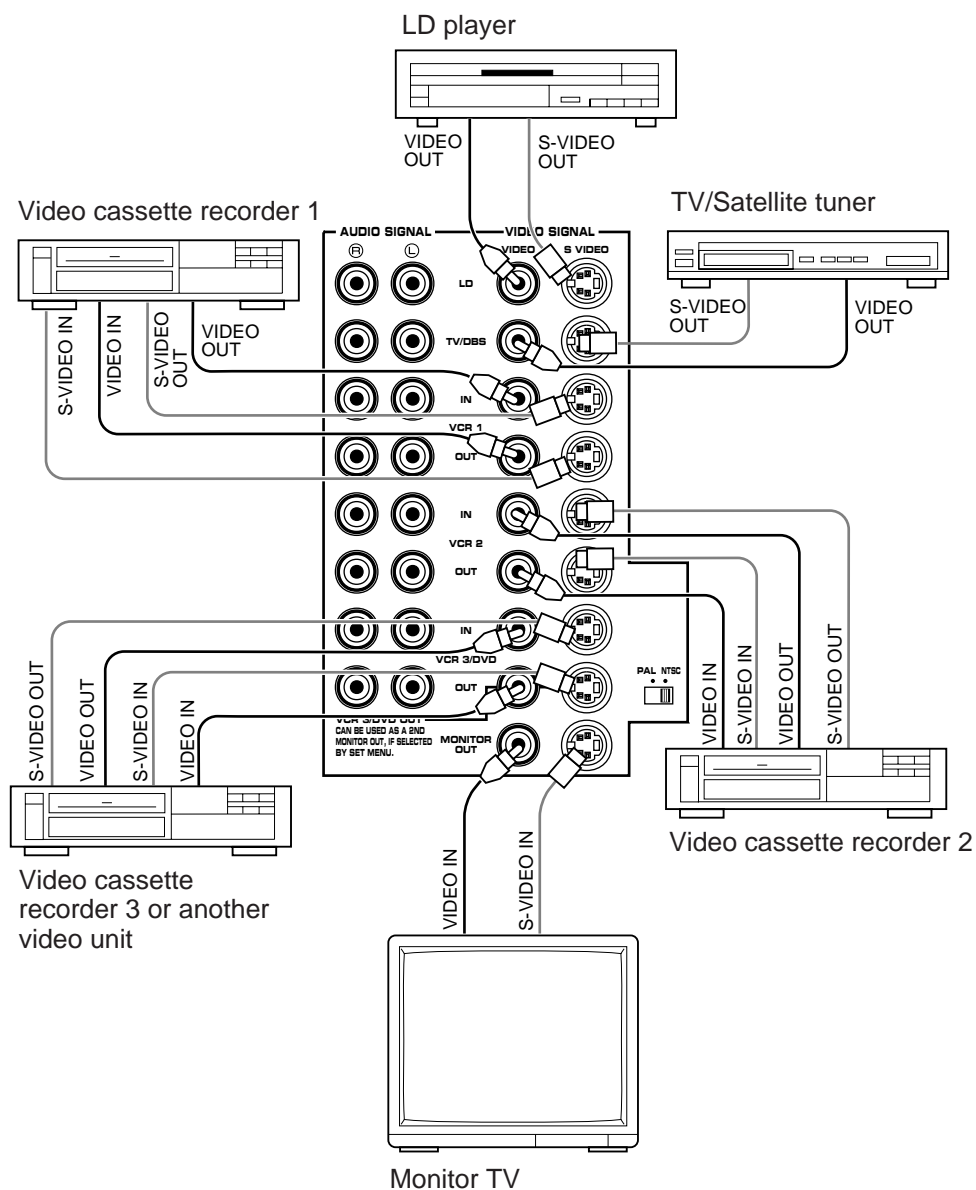 LD player
VIDEO
OUT
S-VIDEO
OUT
Video cassette recorder 1
TV/Satellite tuner
S-VIDEO IN
VIDEO IN
S-VIDEO
OUT
VIDEO
OUT
S-VIDEO
OUT
VIDEO
OUT
AUDIO SIGNAL
VIDEO SIGNAL
R
L
VIDEO
S VIDEO
LD
TV/DBS
IN
VCR 1
OUT
IN
VCR 2
OUT
IN
VCR 3/DVD
OUT
PAL NTSC
VCR 3/DVD OUT
CAN BE USED AS A 2ND
MONITOR OUT, IF SELECTED
BY SET MENU.
MONITOR
OUT
S-VIDEO OUT
VIDEO OUT
S-VIDEO IN
VIDEO IN
VIDEO IN
S-VIDEO IN
VIDEO OUT
S-VIDEO OUT
Video cassette
recorder 3 or another
video unit
Video cassette recorder 2
VIDEO IN
S-VIDEO IN
Monitor TV